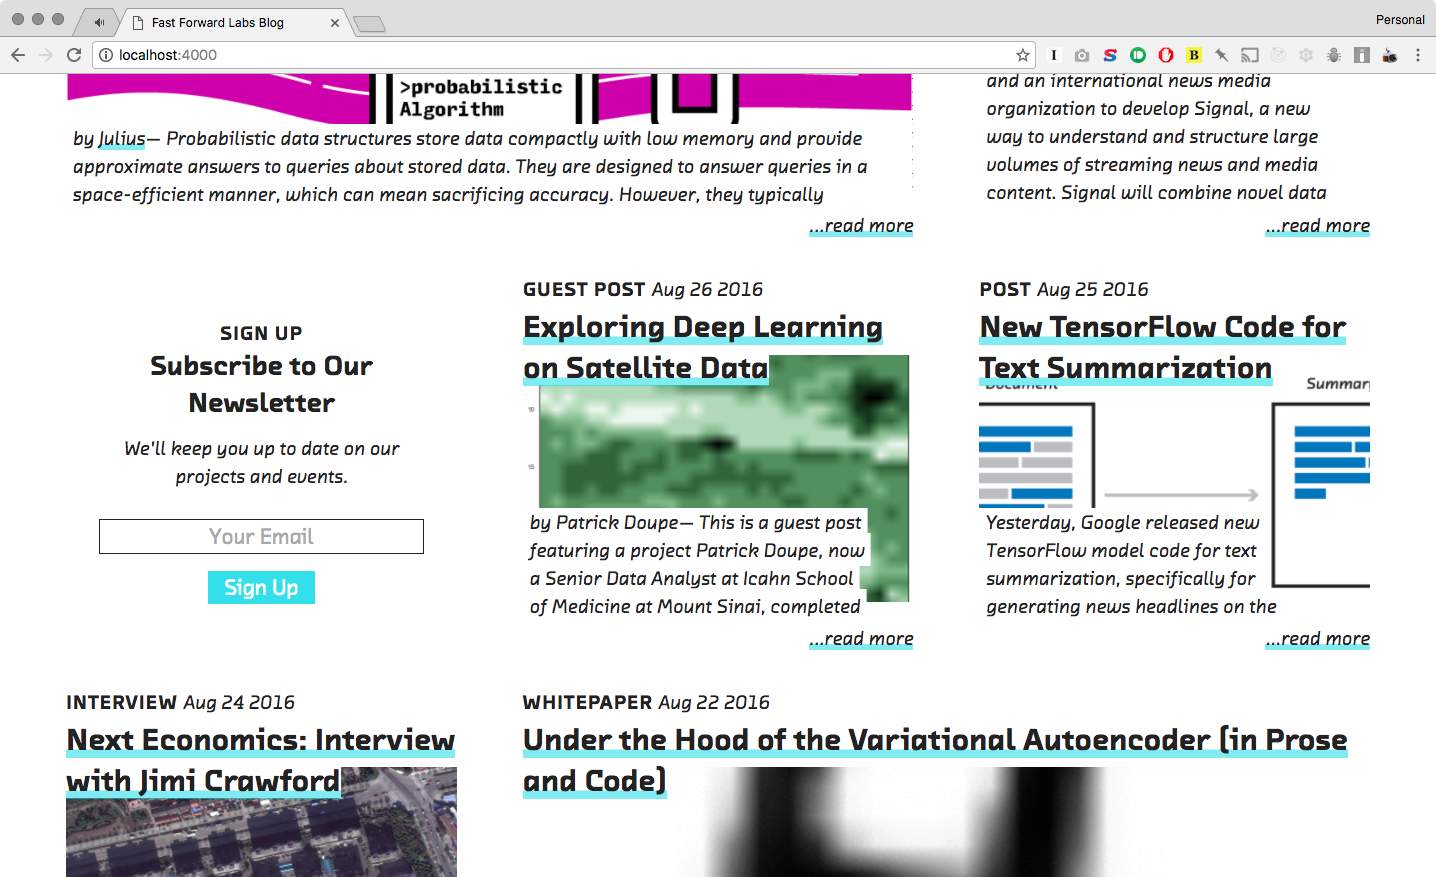 Fast Forward Labs Blog
Personal
localhost:4000
>probabilistic
Algorithm
by Julius— Probabilistic data structures store data compactly with low memory and provide
approximate answers to queries about stored data. They are designed to answer queries in a
space-efficient manner, which can mean sacrificing accuracy. However, they typically
...read more
and an international news media
organization to develop Signal, a new
way to understand and structure large
volumes of streaming news and media
content. Signal will combine novel data
...read more
SIGN UP
Subscribe to Our
Newsletter
We'll keep you up to date on our
projects and events.
Your Email
Sign Up
GUEST POST Aug 26 2016
Exploring Deep Learning
on Satellite Data
10
15
by Patrick Doupe— This is a guest post
featuring a project Patrick Doupe, now
a Senior Data Analyst at Icahn School
of Medicine at Mount Sinai, completed
...read more
POST Aug 25 2016
New TensorFlow Code for
Text Summarization
Document
Summar
Yesterday, Google released new
TensorFlow model code for text
summarization, specifically for
generating news headlines on the
...read more
INTERVIEW Aug 24 2016
Next Economics: Interview
with Jimi Crawford
WHITEPAPER Aug 22 2016
Under the Hood of the Variational Autoencoder (in Prose
and Code)